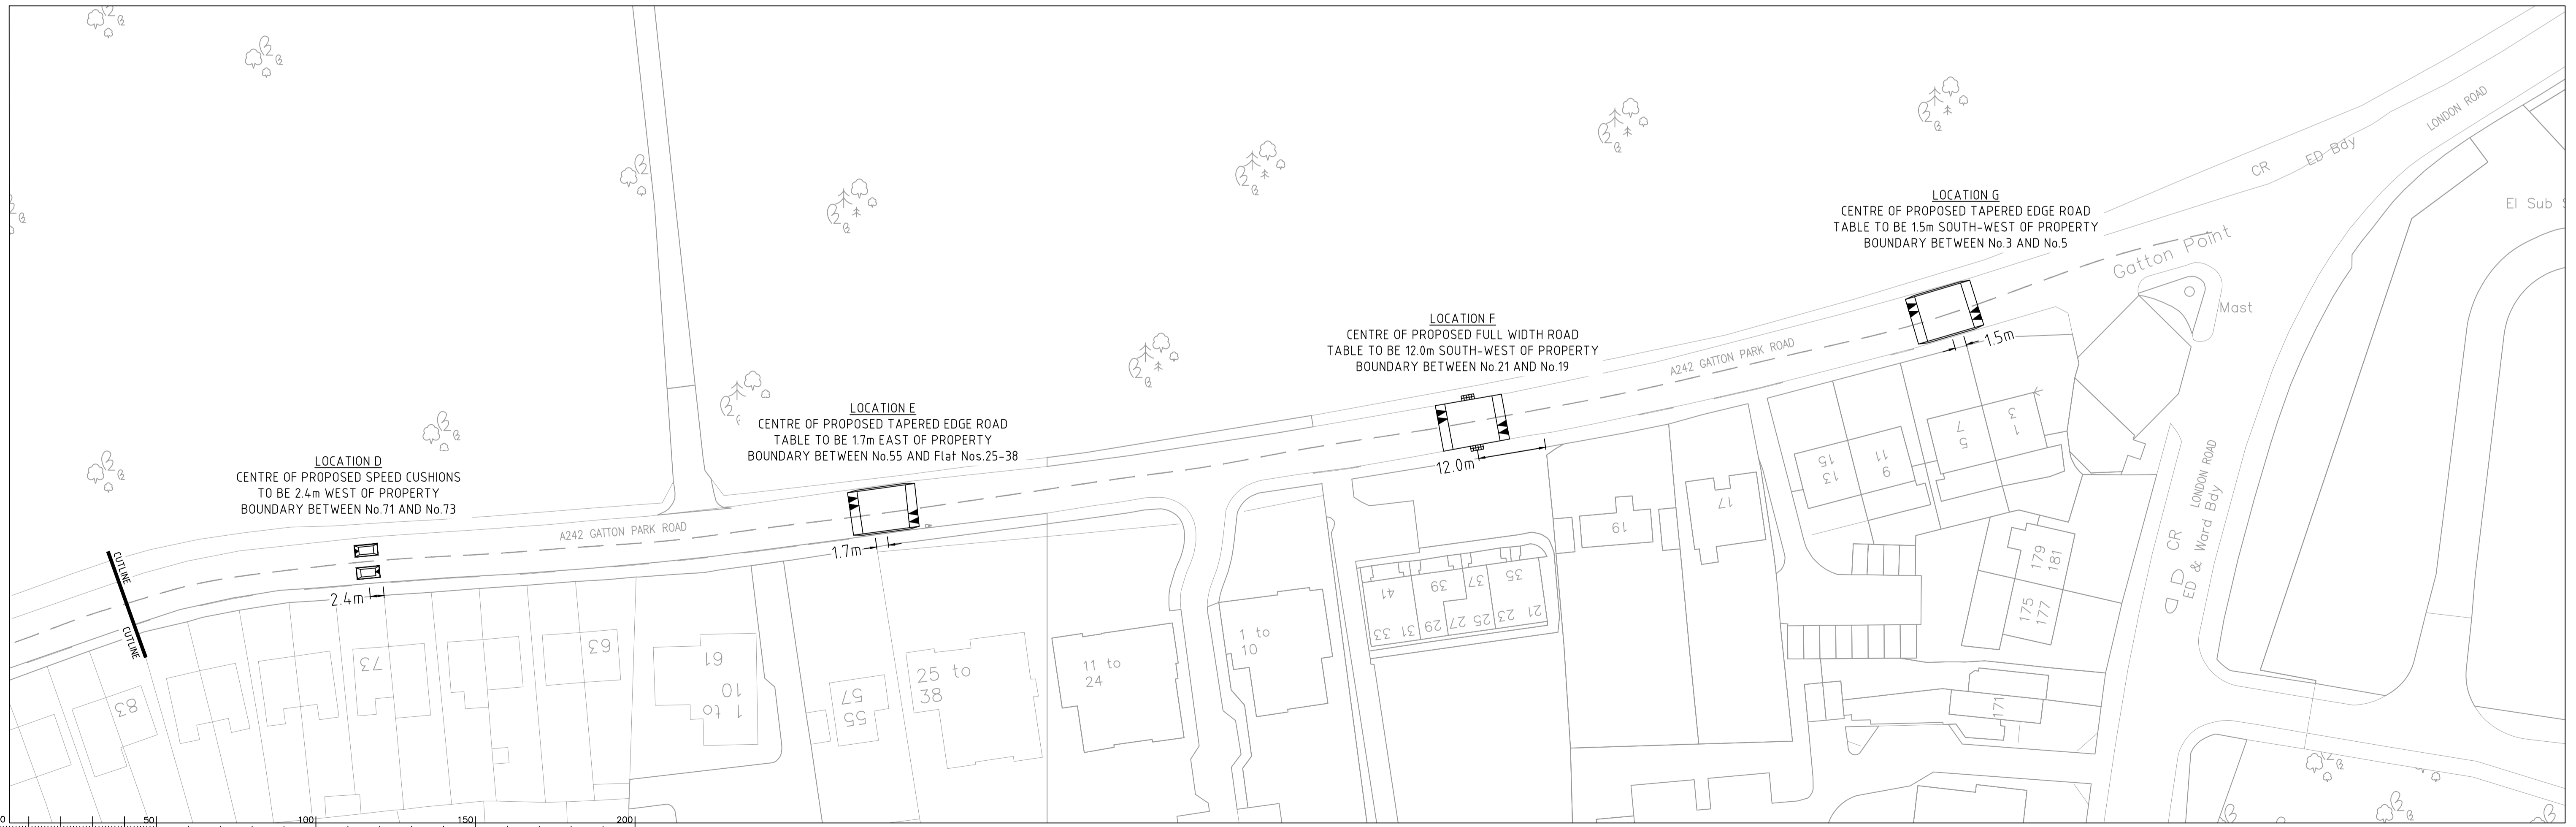 LOCATION G
CENTRE OF PROPOSED TAPERED EDGE ROAD
TABLE TO BE 1.5m SOUTH-WEST OF PROPERTY
BOUNDARY BETWEEN No.3 AND No.5
CR
ED Bdy
LONDON ROAD
El Sub
Gatton Point
Mast
1.5m
LOCATION F
CENTRE OF PROPOSED FULL WIDTH ROAD
TABLE TO BE 12.0m SOUTH-WEST OF PROPERTY
BOUNDARY BETWEEN No.21 AND No.19
A242 GATTON PARK ROAD
12.0m
LOCATION E
CENTRE OF PROPOSED TAPERED EDGE ROAD
TABLE TO BE 1.7m EAST OF PROPERTY
BOUNDARY BETWEEN No.55 AND Flat Nos.25-38
1.7m
LOCATION D
CENTRE OF PROPOSED SPEED CUSHIONS
TO BE 2.4m WEST OF PROPERTY
BOUNDARY BETWEEN No.71 AND No.73
A242 GATTON PARK ROAD
2.4m
CUTLINE
CUTLINE
83
73
63
61
1 to
10
57
55
25 to
38
11 to
24
1 to
10
41
39
37
35
33
31
29
27
25
23
21
19
17
15
13
11
9
7
5
3
1
179
181
175
177
171
CR
LONDON ROAD
ED & Ward Bdy
0
50
100
150
200